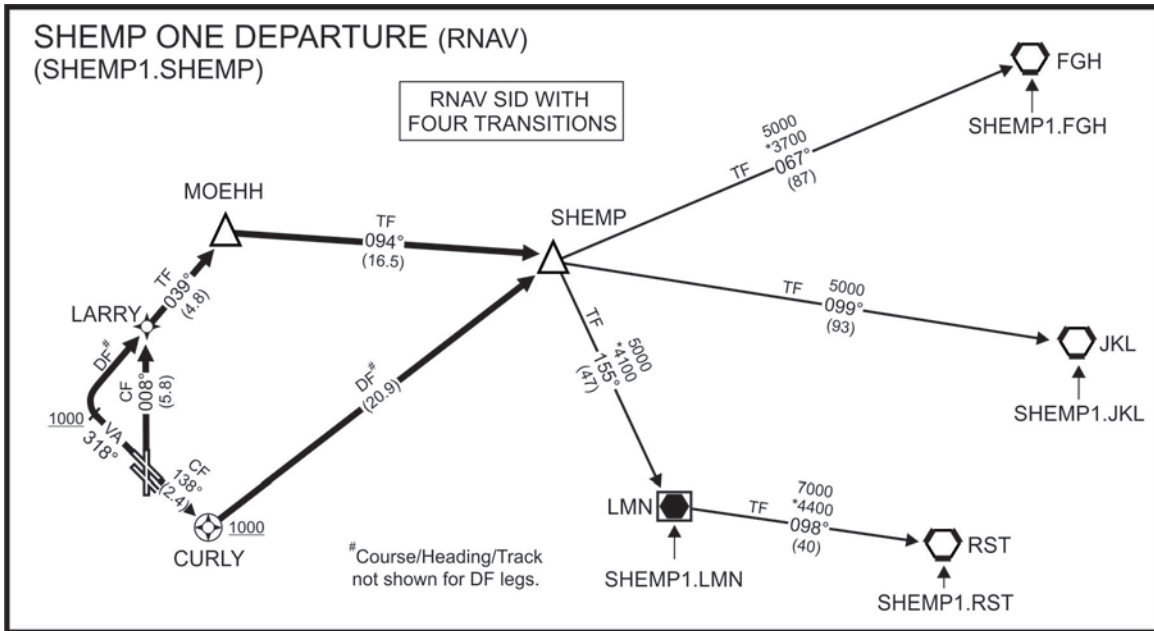 SHEMP ONE DEPARTURE (RNAV)
(SHEMP1.SHEMP)
RNAV SID WITH
FOUR TRANSITIONS
FGH
SHEMP1.FGH
5000
*3700
TF
067°
(87)
MOEHH
SHEMP
TF
094°
(16.5)
TF
039°
(4.8)
LARRY
DF#
CF
008°
(5.8)
1000
VA
318°
CF
138°
(2.4)
CURLY
1000
DF#
(20.9)
TF
5000
099°
(93)
JKL
SHEMP1.JKL
TF
5000
*4100
155°
(47)
LMN
SHEMP1.LMN
7000
*4400
TF
098°
(40)
RST
SHEMP1.RST
#Course/Heading/Track
not shown for DF legs.